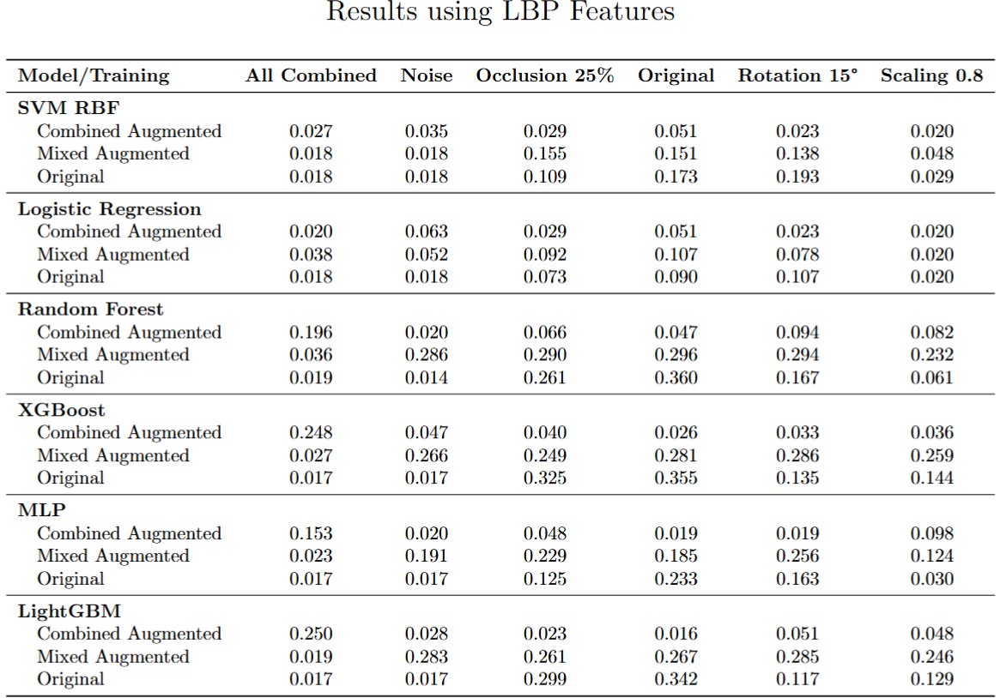 Results using LBP Features
Model/Training All Combined Noise Occlusion 25% Original Rotation 15° Scaling 0.8
SVM RBF
Combined Augmented 0.027 0.035 0.029 0.051 0.023 0.020
Mixed Augmented 0.018 0.018 0.155 0.151 0.138 0.048
Original 0.018 0.018 0.109 0.173 0.193 0.029
Logistic Regression
Combined Augmented 0.020 0.063 0.029 0.051 0.023 0.020
Mixed Augmented 0.038 0.052 0.092 0.107 0.078 0.020
Original 0.018 0.018 0.073 0.090 0.107 0.020
Random Forest
Combined Augmented 0.196 0.020 0.066 0.047 0.094 0.082
Mixed Augmented 0.036 0.286 0.290 0.296 0.294 0.232
Original 0.019 0.014 0.261 0.360 0.167 0.061
XGBoost
Combined Augmented 0.248 0.047 0.040 0.026 0.033 0.036
Mixed Augmented 0.027 0.266 0.249 0.281 0.286 0.259
Original 0.017 0.017 0.325 0.355 0.135 0.144
MLP
Combined Augmented 0.153 0.020 0.048 0.019 0.019 0.098
Mixed Augmented 0.023 0.191 0.229 0.185 0.256 0.124
Original 0.017 0.017 0.125 0.233 0.163 0.030
LightGBM
Combined Augmented 0.250 0.028 0.023 0.016 0.051 0.048
Mixed Augmented 0.019 0.283 0.261 0.267 0.285 0.246
Original 0.017 0.017 0.299 0.342 0.117 0.129